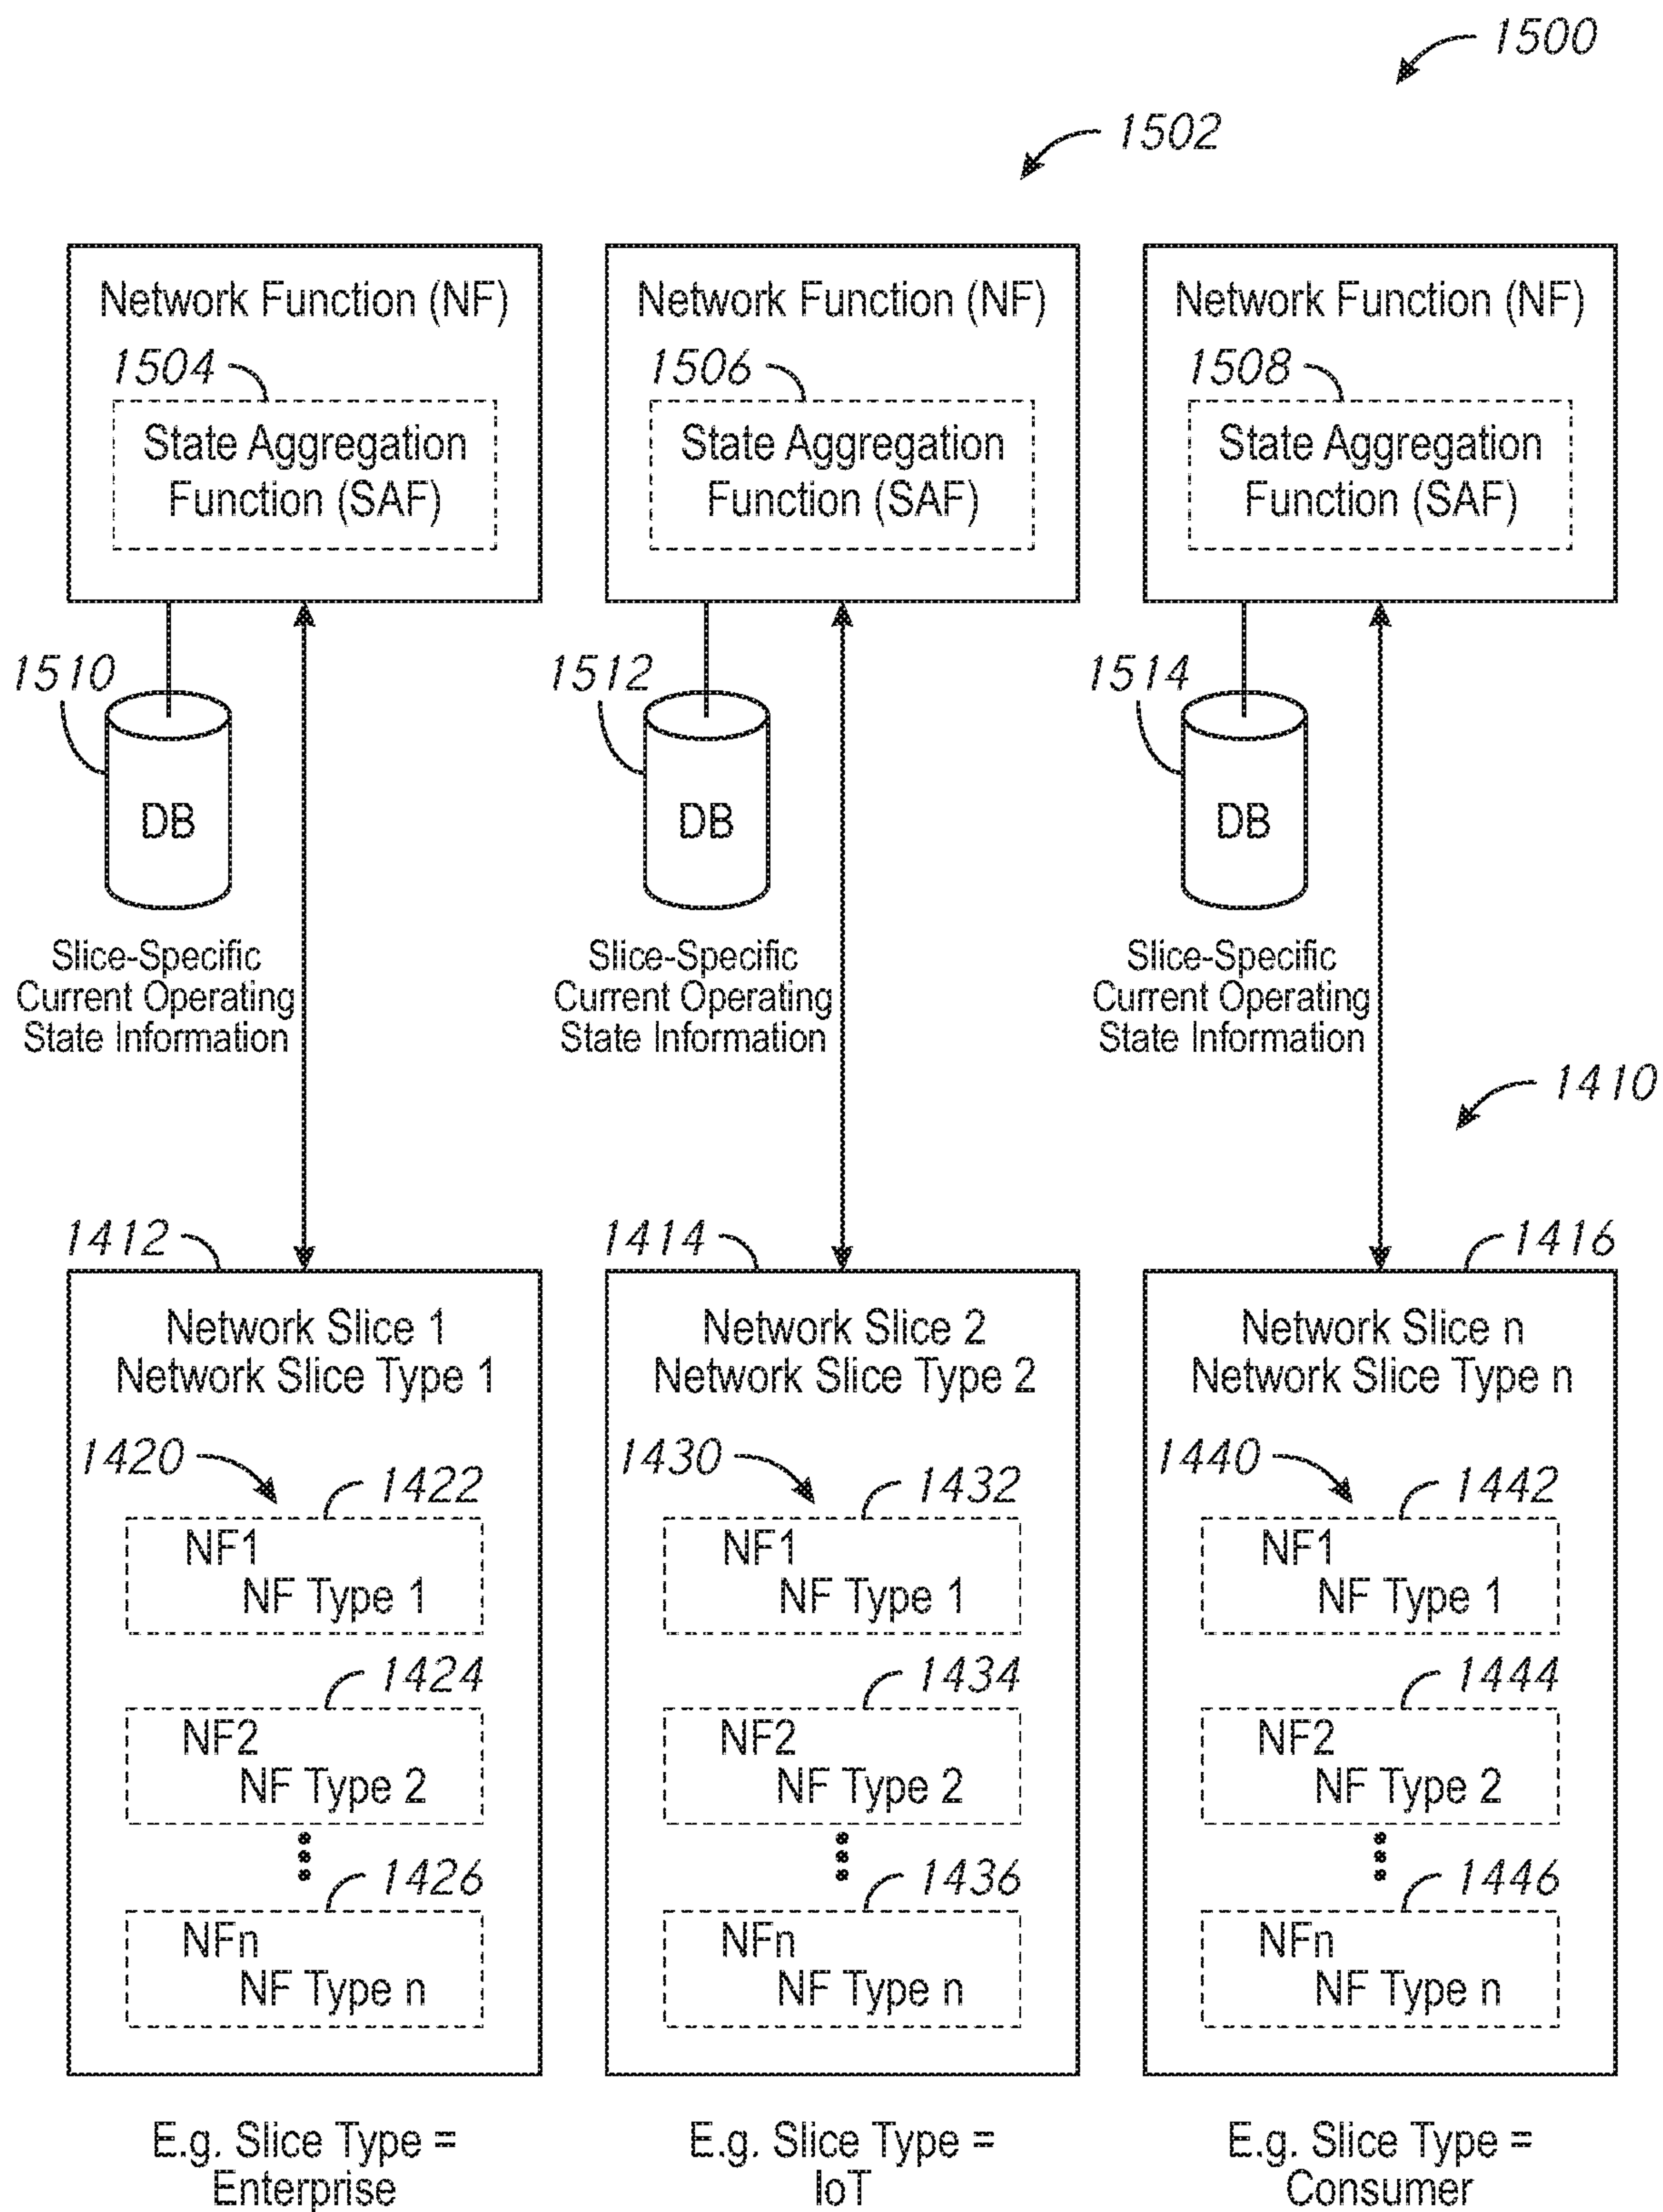 1500
1502
Network Function (NF)
1504
State Aggregation
Function (SAF)
Network Function (NF)
1506
State Aggregation
Function (SAF)
Network Function (NF)
1508
State Aggregation
Function (SAF)
1510
DB
Slice-Specific
Current Operating
State Information
1512
DB
Slice-Specific
Current Operating
State Information
1514
DB
Slice-Specific
Current Operating
State Information
1410
1412
Network Slice 1
Network Slice Type 1
1420
1422
NF1
NF Type 1
1424
NF2
NF Type 2
1426
NFn
NF Type n
E.g. Slice Type =
Enterprise
1414
Network Slice 2
Network Slice Type 2
1430
1432
NF1
NF Type 1
1434
NF2
NF Type 2
1436
NFn
NF Type n
E.g. Slice Type =
IoT
1416
Network Slice n
Network Slice Type n
1440
1442
NF1
NF Type 1
1444
NF2
NF Type 2
1446
NFn
NF Type n
E.g. Slice Type =
Consumer